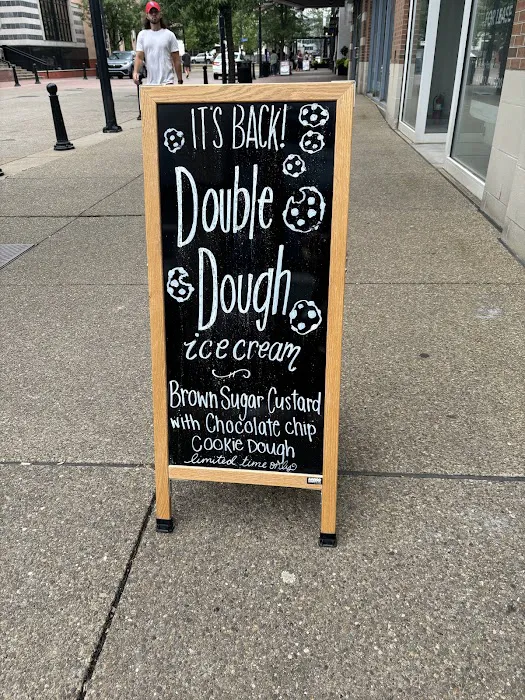 IT'S BACK!
Double
Dough
ice cream
Brown Sugar Custard
with Chocolate chip
Cookie Dough
limited time only